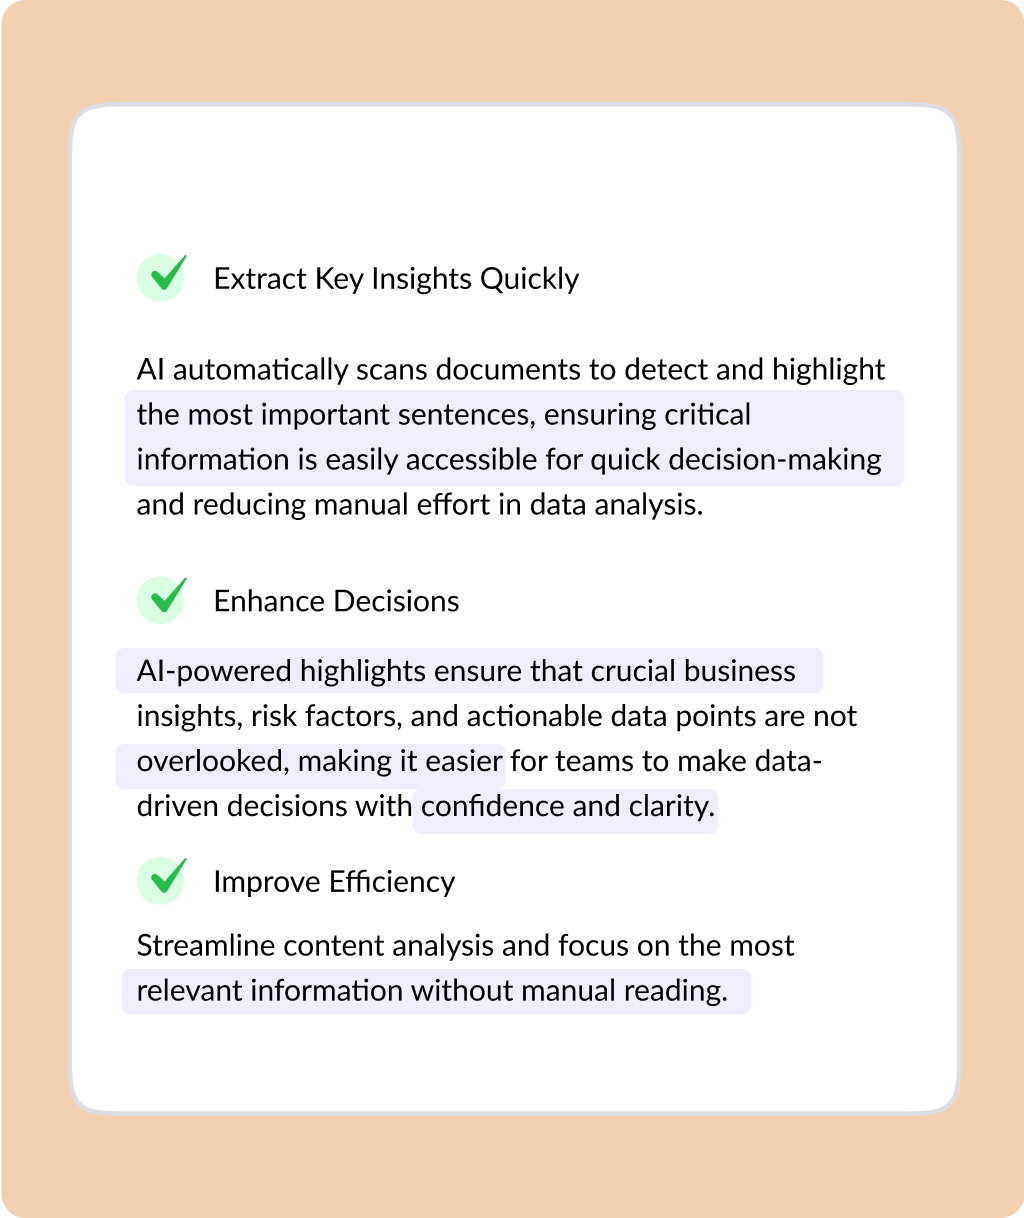 Extract Key Insights Quickly
AI automatically scans documents to detect and highlight
the most important sentences, ensuring critical
information is easily accessible for quick decision-making
and reducing manual effort in data analysis.
Enhance Decisions
AI-powered highlights ensure that crucial business
insights, risk factors, and actionable data points are not
overlooked, making it easier for teams to make data-
driven decisions with confidence and clarity.
Improve Efficiency
Streamline content analysis and focus on the most
relevant information without manual reading.